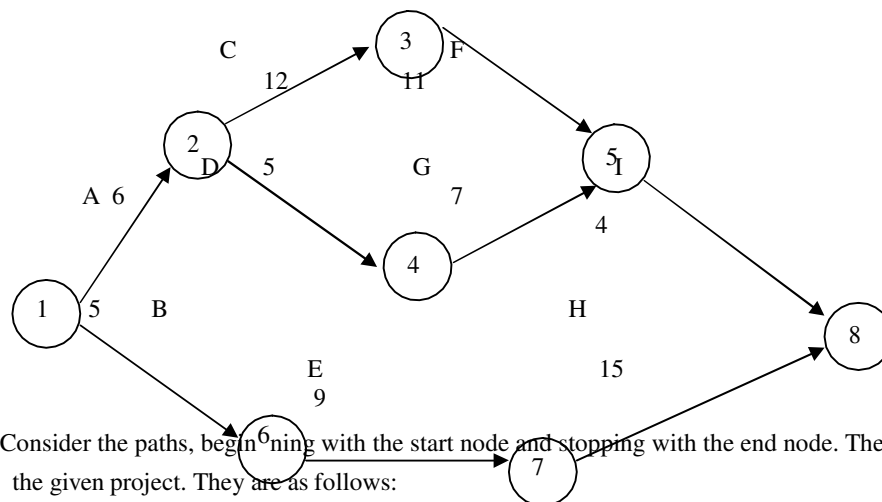 3
C F
12 11
2
5
D 5 G I
A 6 7
4
4
1 5 B H
8
E 15
9
6
Consider the paths, beginning with the start node and stopping with the end node. The
7
the given project. They are as follows: